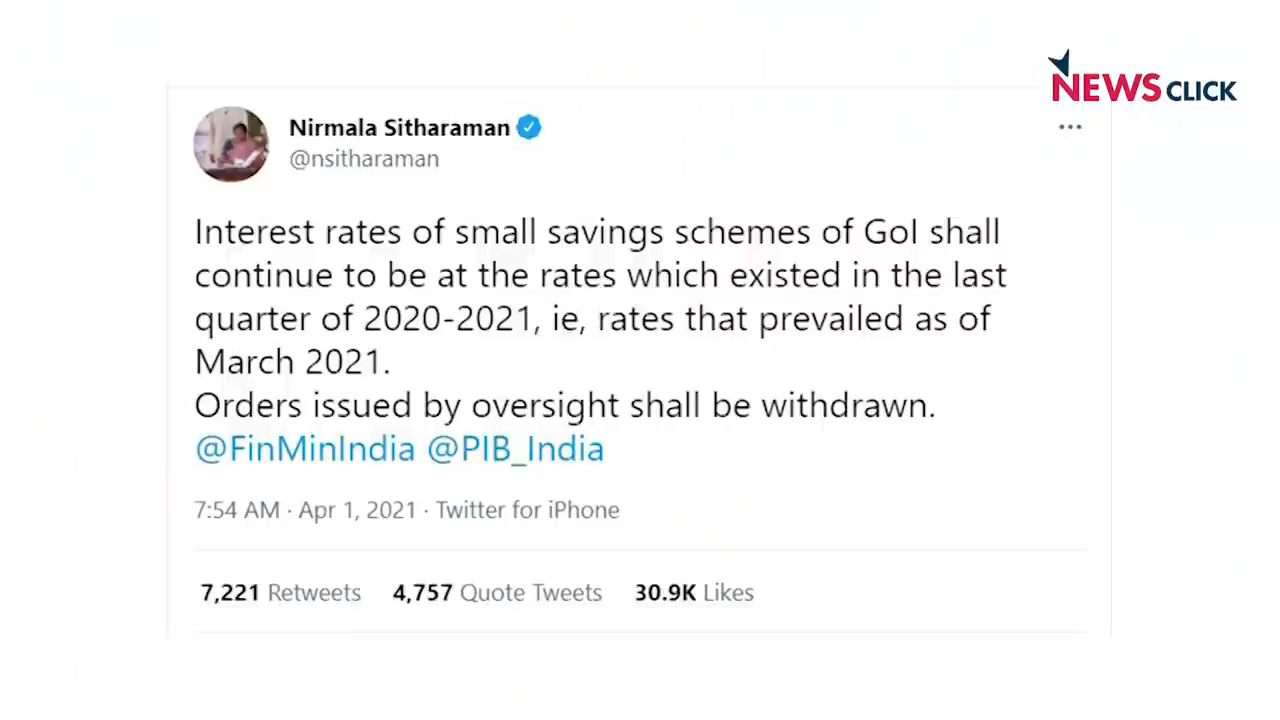 NEWS CLICK
Nirmala Sitharaman
@nsitharaman
Interest rates of small savings schemes of GoI shall
continue to be at the rates which existed in the last
quarter of 2020-2021, ie, rates that prevailed as of
March 2021.
Orders issued by oversight shall be withdrawn.
@FinMinIndia @PIB_India
7:54 AM · Apr 1, 2021 · Twitter for iPhone
7,221 Retweets 4,757 Quote Tweets 30.9K Likes